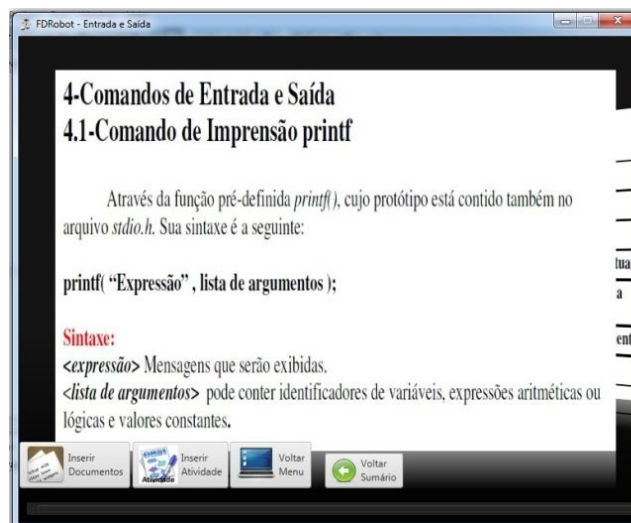 FDRobot - Entrada e Saída
4-Comandos de Entrada e Saída
4.1-Comando de Imprensão printf
Através da função pré-definida printf(), cujo protótipo está contido também no
arquivo stdio.h. Sua sintaxe é a seguinte:
printf( “Expressão” , lista de argumentos );
Sintaxe:
<expressão> Mensagens que serão exibidas.
<lista de argumentos> pode conter identificadores de variáveis, expressões aritméticas ou
lógicas e valores constantes.
tua
a
ent
Inserir
Documentos
Inserir
Atividade
Voltar
Menu
Voltar
Sumário